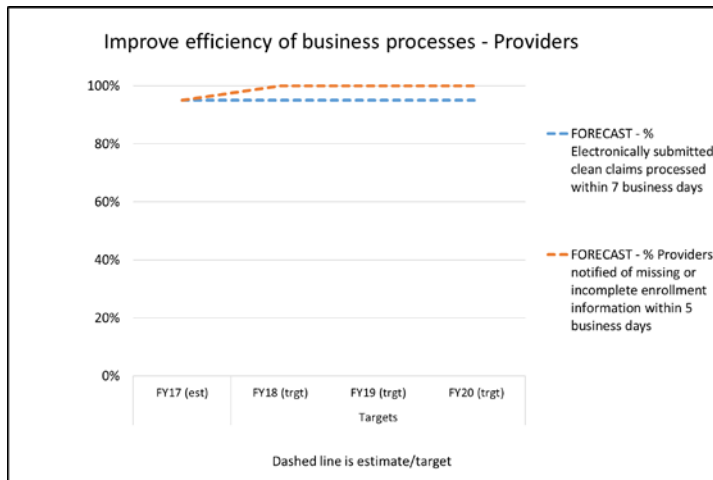 Improve efficiency of business processes - Providers
100%
80%
60%
40%
20%
0%
FY17 (est)
FY18 (trgt)
FY19 (trgt)
FY20 (trgt)
Targets
FORECAST - %
Electronically submitted
clean claims processed
within 7 business days
FORECAST - % Providers
notified of missing or
incomplete enrollment
information within 5
business days
Dashed line is estimate/target